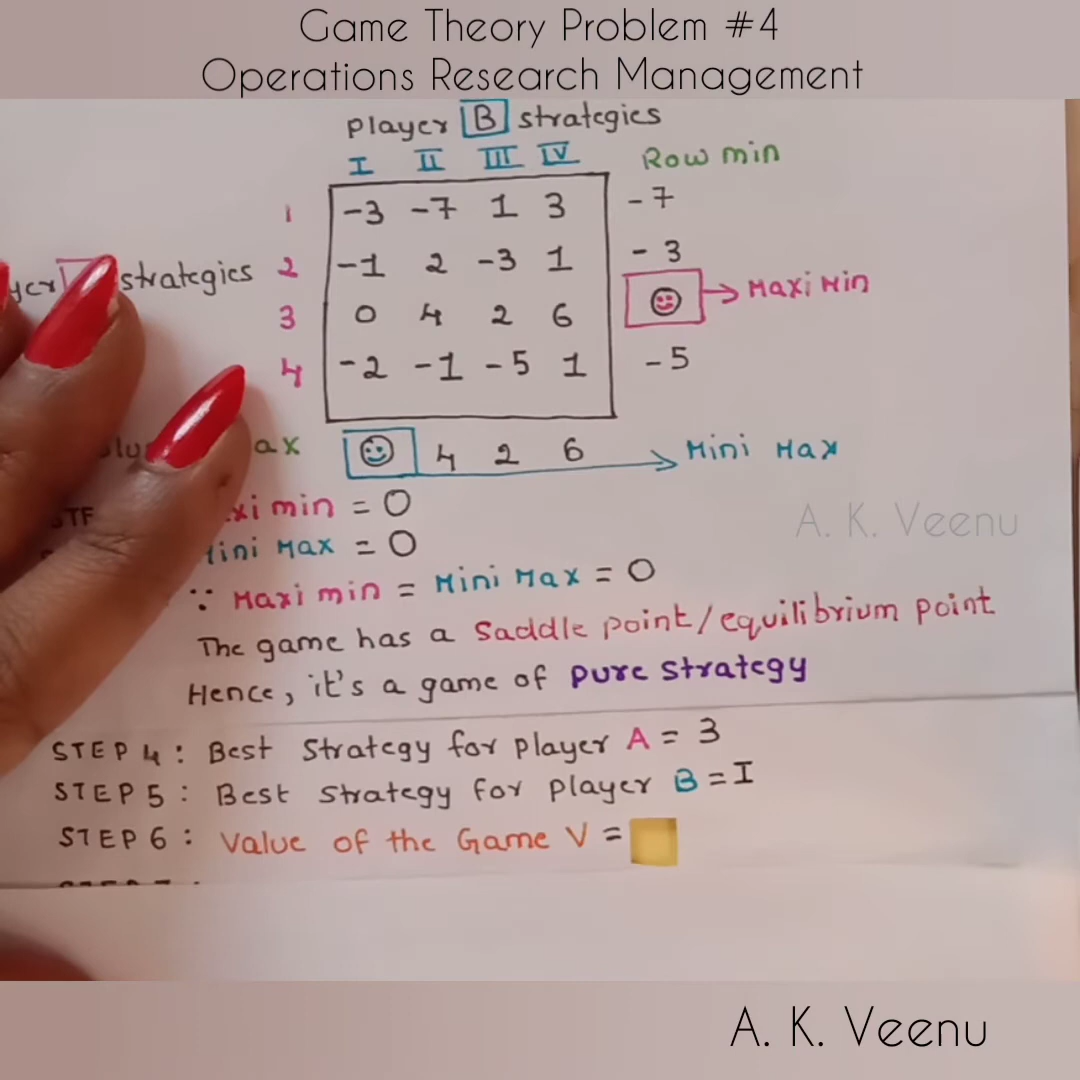 Game Theory Problem #4
Operations Research Management
Player B strategies
I II III IV Row min
1 -3 -7 1 3 -7
strategies 2 -1 2 -3 1 -3
3 0 4 2 6 → Maxi Min
4 -2 -1 -5 1 -5
4 2 6 → Mini Max
min = 0
Mini Max = 0
A. K. Veenu
∵ Maxi min = Mini Max = 0
The game has a Saddle point/equilibrium point
Hence, it's a game of Pure Strategy
STEP 4: Best Strategy for Player A = 3
STEP 5: Best Strategy for Player B = I
STEP 6: Value of the Game V =
A. K. Veenu